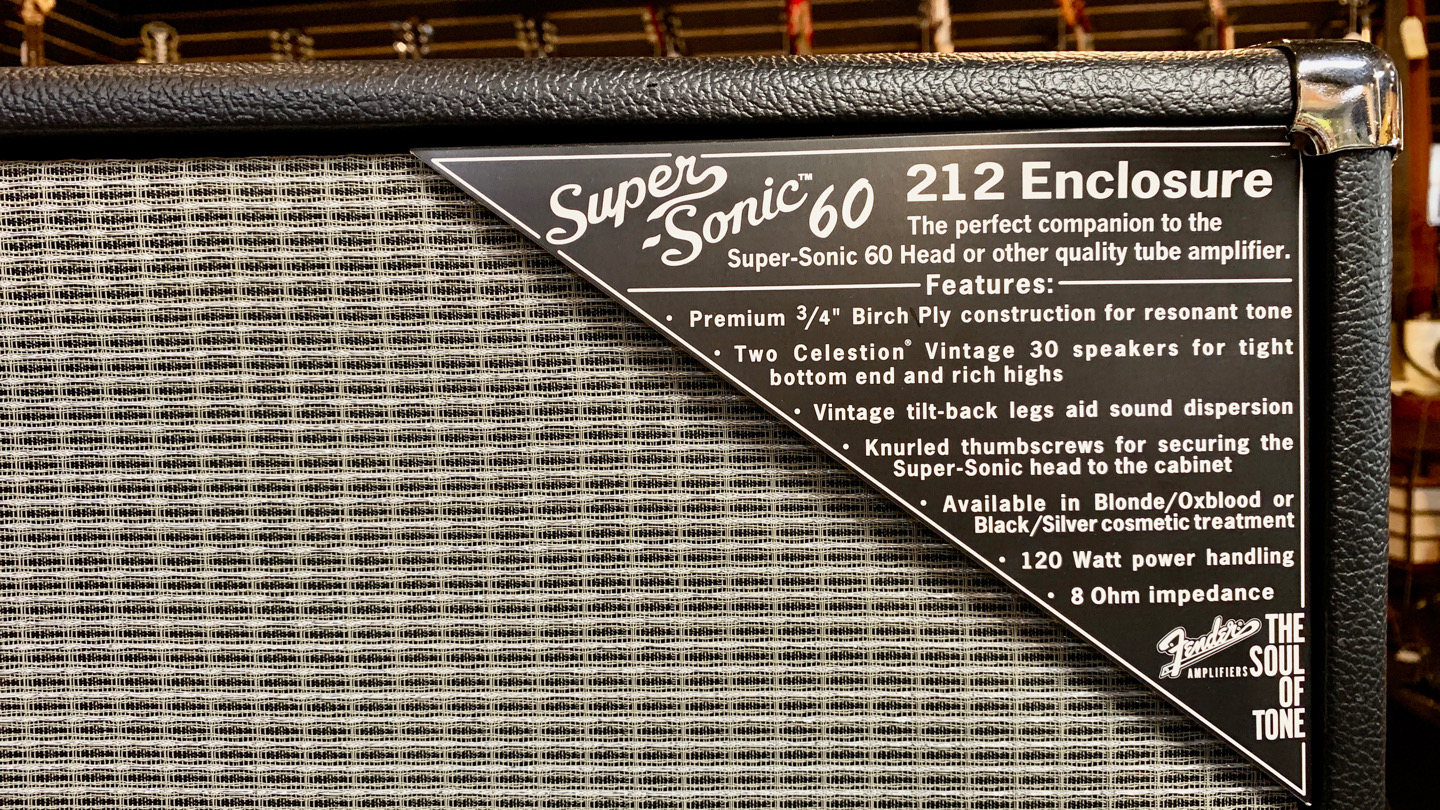 Super
-Sonic™ 60
212 Enclosure
The perfect companion to the
Super-Sonic 60 Head or other quality tube amplifier.
Features:
• Premium 3/4" Birch Ply construction for resonant tone
• Two Celestion® Vintage 30 speakers for tight
bottom end and rich highs
• Vintage tilt-back legs aid sound dispersion
• Knurled thumbscrews for securing the
Super-Sonic head to the cabinet
• Available in Blonde/Oxblood or
Black/Silver cosmetic treatment
• 120 Watt power handling
• 8 Ohm impedance
Fender®
AMPLIFIERS
THE
SOUL
OF
TONE